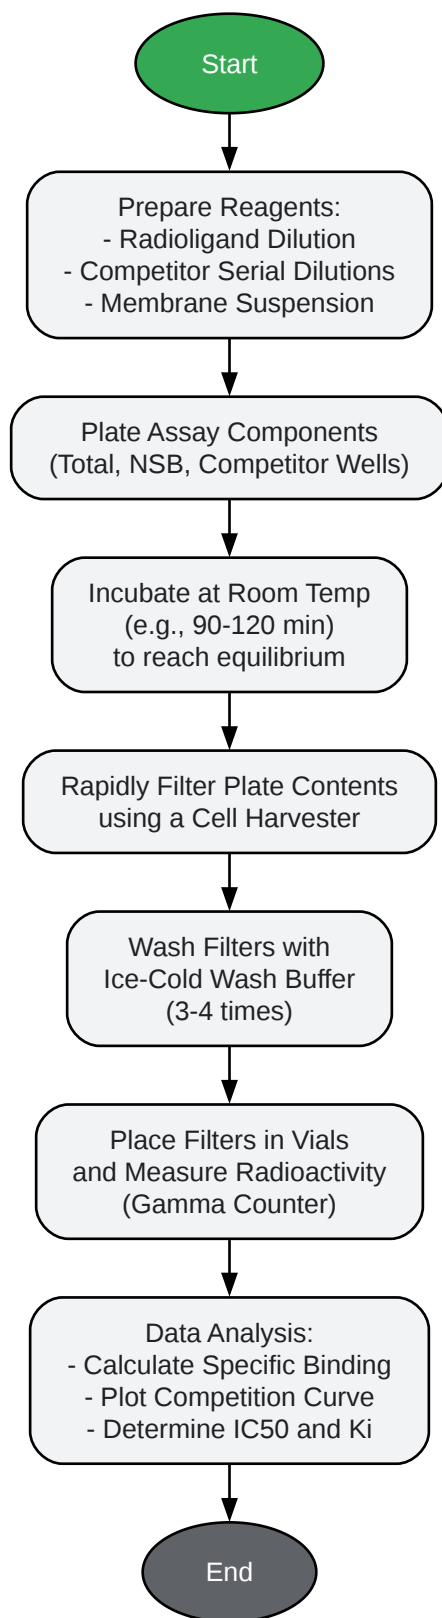 Start
Prepare Reagents:
- Radioligand Dilution
- Competitor Serial Dilutions
- Membrane Suspension
Plate Assay Components
(Total, NSB, Competitor Wells)
Incubate at Room Temp
(e.g., 90-120 min)
to reach equilibrium
Rapidly Filter Plate Contents
using a Cell Harvester
Wash Filters with
Ice-Cold Wash Buffer
(3-4 times)
Place Filters in Vials
and Measure Radioactivity
(Gamma Counter)
Data Analysis:
- Calculate Specific Binding
- Plot Competition Curve
- Determine IC50 and Ki
End